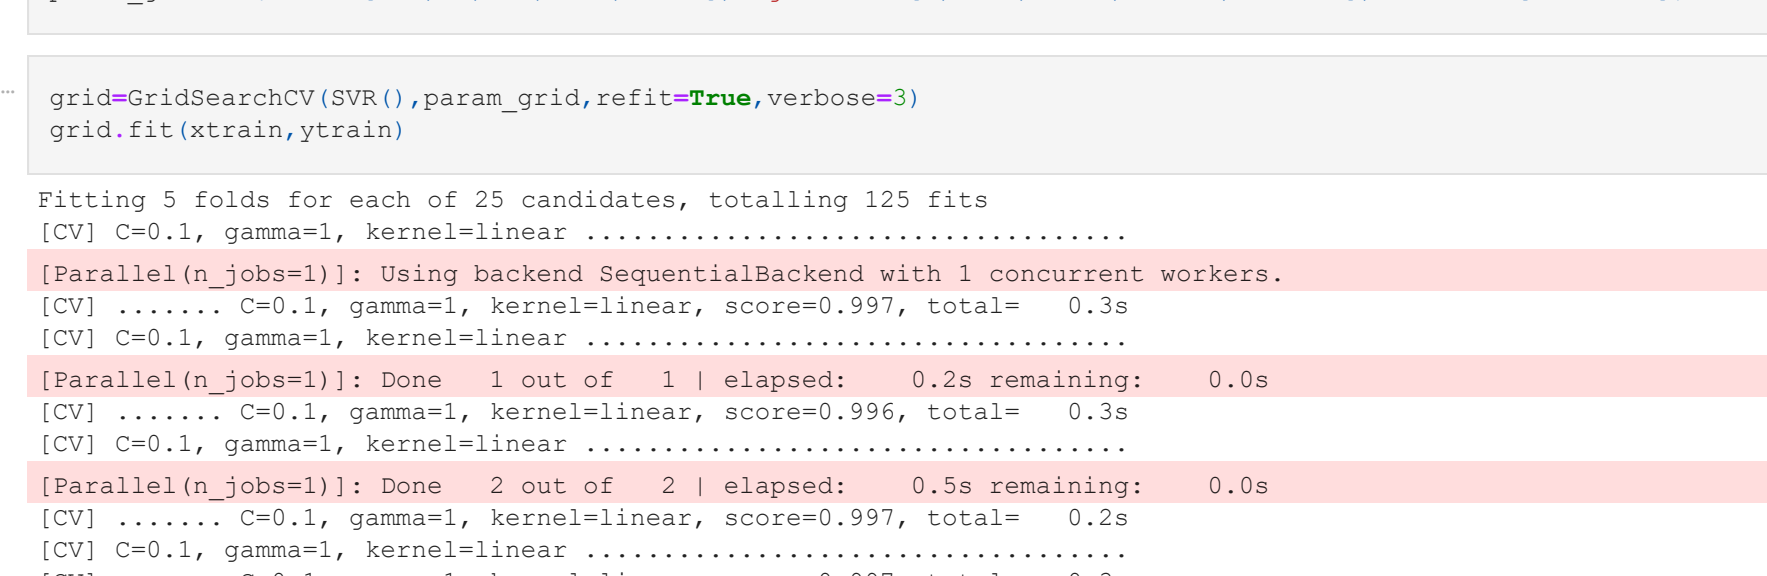 grid=GridSearchCV(SVR(),param_grid,refit=True,verbose=3)
grid.fit(xtrain,ytrain)
Fitting 5 folds for each of 25 candidates, totalling 125 fits
[CV] C=0.1, gamma=1, kernel=linear ...................................
[Parallel(n_jobs=1)]: Using backend SequentialBackend with 1 concurrent workers.
[CV] ....... C=0.1, gamma=1, kernel=linear, score=0.997, total=   0.3s
[CV] C=0.1, gamma=1, kernel=linear ...................................
[Parallel(n_jobs=1)]: Done   1 out of   1 | elapsed:    0.2s remaining:    0.0s
[CV] ....... C=0.1, gamma=1, kernel=linear, score=0.996, total=   0.3s
[CV] C=0.1, gamma=1, kernel=linear ...................................
[Parallel(n_jobs=1)]: Done   2 out of   2 | elapsed:    0.5s remaining:    0.0s
[CV] ....... C=0.1, gamma=1, kernel=linear, score=0.997, total=   0.2s
[CV] C=0.1, gamma=1, kernel=linear ...................................